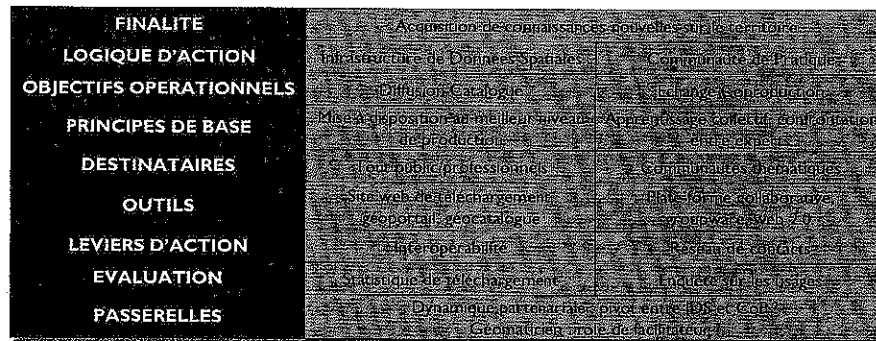 FINALITE Acquisition de connaissances nouvelles sur le territoire
LOGIQUE D'ACTION Infrastructure de Données Spatiales Communauté de Pratique
OBJECTIFS OPERATIONNELS Diffusion Catalogue Echange Coproduction
PRINCIPES DE BASE Mise à disposition au meilleur niveau de production Apprentissage collectif, confrontation entre experts
DESTINATAIRES Tout public professionnels Communautés thématiques
OUTILS Site web de téléchargement, géoportail, géocatalogue Plate-forme collaborative, groupware, web 2.0
LEVIERS D'ACTION Interopérabilité Réseau de contacts
EVALUATION Statistique de téléchargement Enquête sur les usages
PASSERELLES Dynamique partenariale pivot entre IDS et CoP
Géomaticien rôle de facilitateur